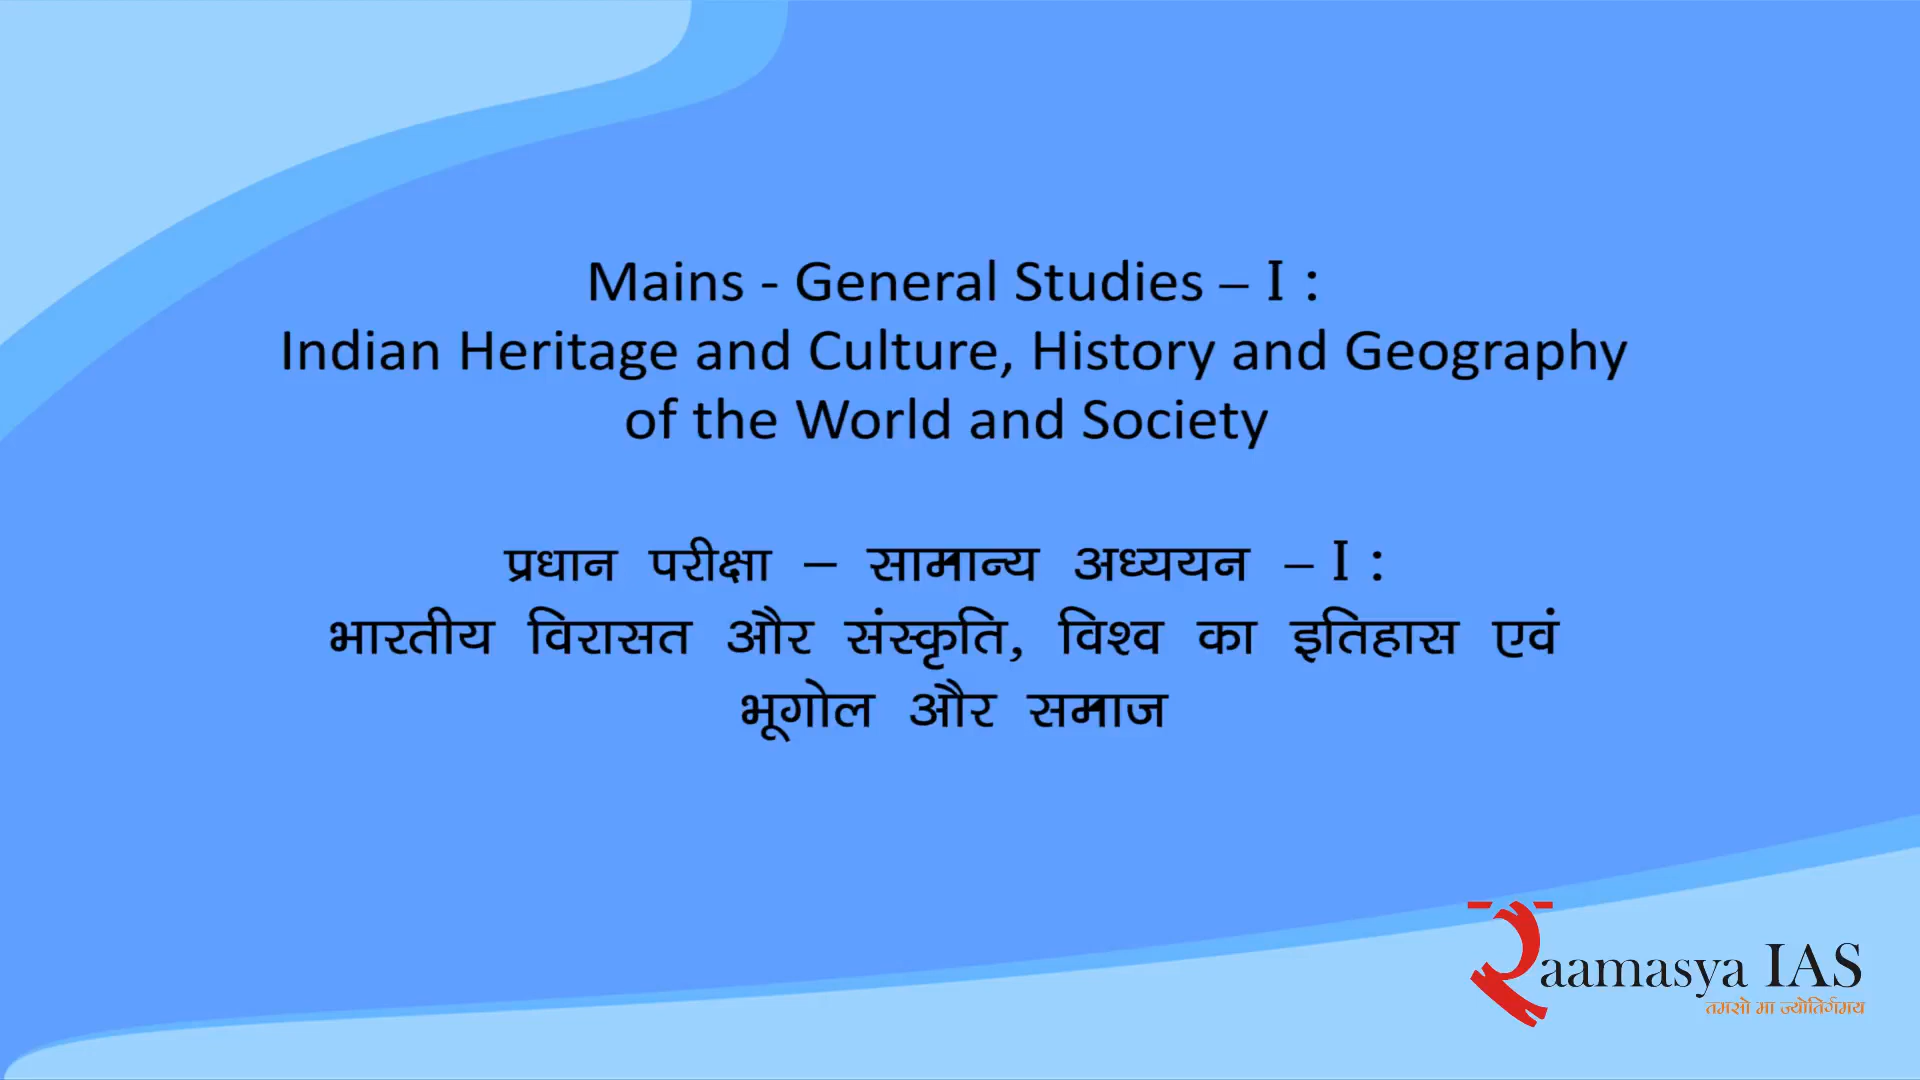 Mains - General Studies – I :
Indian Heritage and Culture, History and Geography
of the World and Society
प्रधान परीक्षा – सामान्य अध्ययन – I :
भारतीय विरासत और संस्कृति, विश्व का इतिहास एवं
भूगोल और समाज
Raamasya IAS
तमसो मा ज्योतिर्गमय